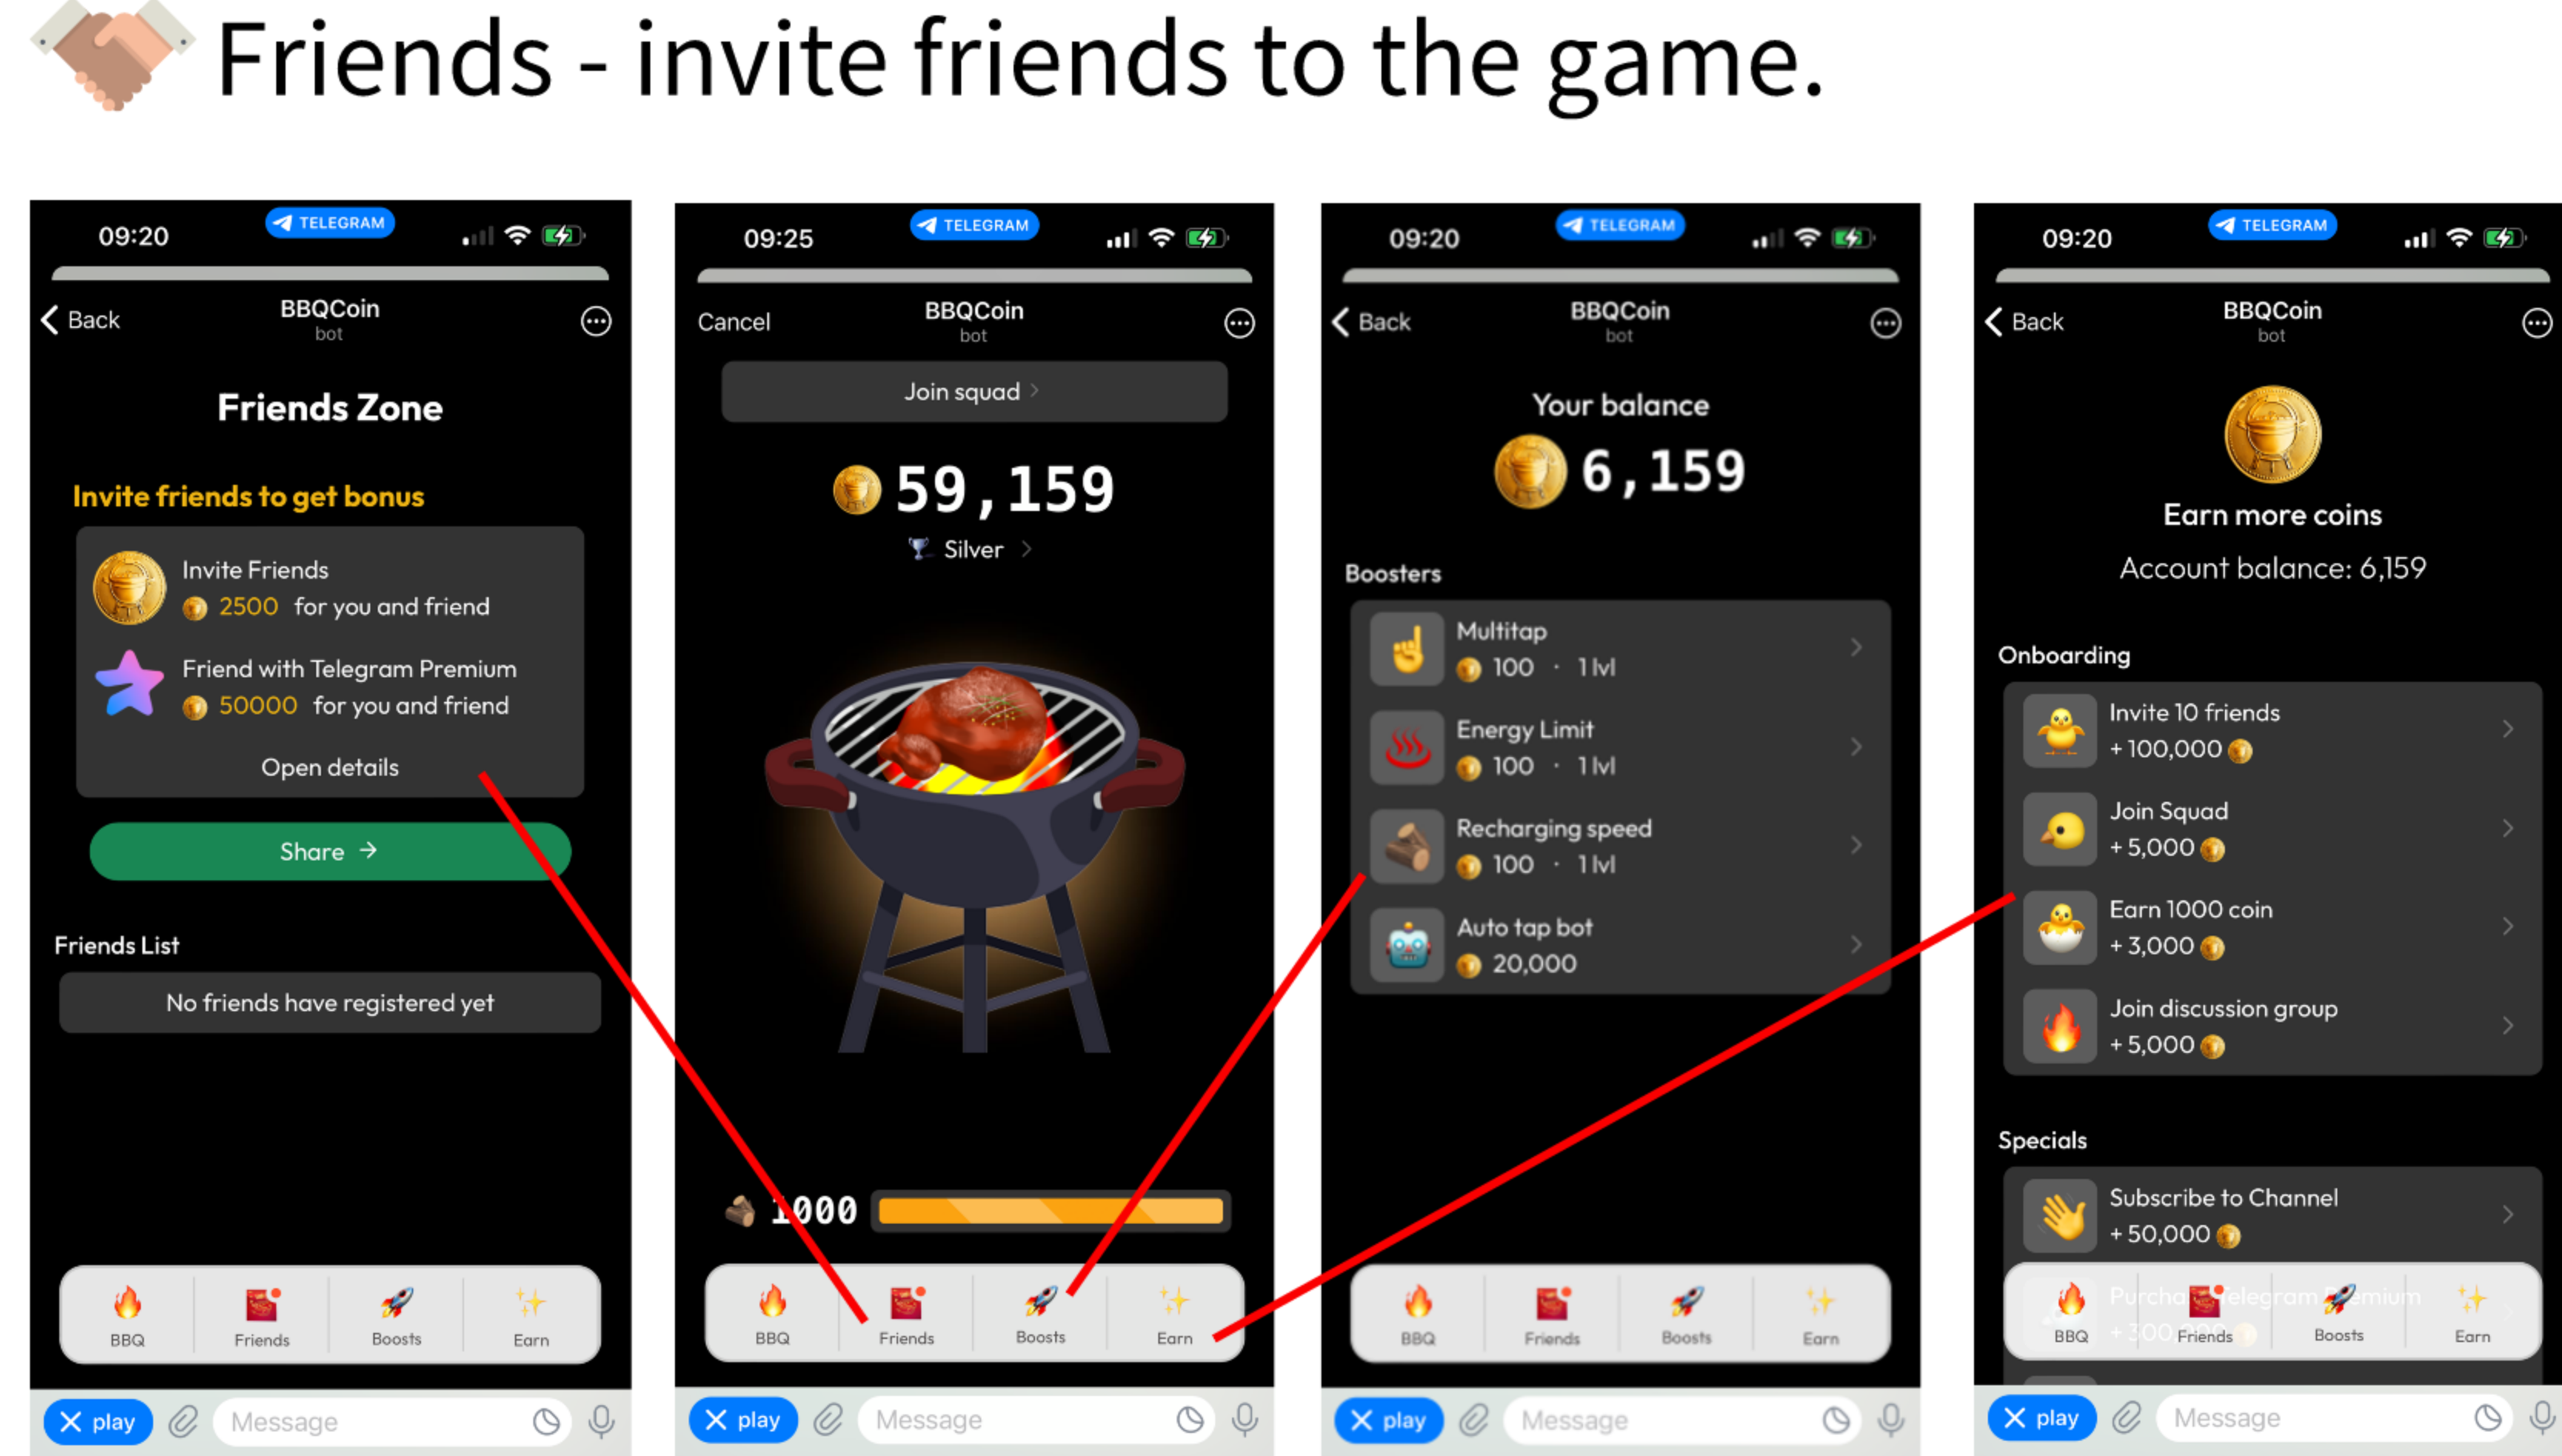 Friends - invite friends to the game.
09:20
TELEGRAM
Back
BBQCoin
bot
Friends Zone
Invite friends to get bonus
Invite Friends
2500 for you and friend
Friend with Telegram Premium
50000 for you and friend
Open details
Share →
Friends List
No friends have registered yet
BBQ
Friends
Boosts
Earn
play
Message
09:25
TELEGRAM
Cancel
BBQCoin
bot
Join squad >
59,159
Silver >
1000
BBQ
Friends
Boosts
Earn
play
Message
09:20
TELEGRAM
Back
BBQCoin
bot
Your balance
6,159
Boosters
Multitap
100 · 1 lvl
Energy Limit
100 · 1 lvl
Recharging speed
100 · 1 lvl
Auto tap bot
20,000
BBQ
Friends
Boosts
Earn
play
Message
09:20
TELEGRAM
Back
BBQCoin
bot
Earn more coins
Account balance: 6,159
Onboarding
Invite 10 friends
+ 100,000
Join Squad
+ 5,000
Earn 1000 coin
+ 3,000
Join discussion group
+ 5,000
Specials
Subscribe to Channel
+ 50,000
BBQ
Friends
Boosts
Earn
play
Message